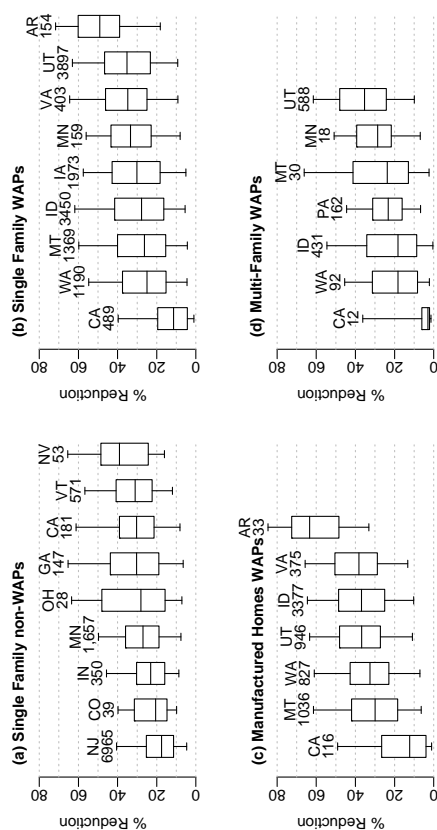 (a) Single Family non-WAPs
% Reduction
80
60
40
20
0
NJ
6965
CO
39
IN
350
MN
1,657
OH
28
GA
147
CA
181
VT
571
NV
53
(b) Single Family WAPs
% Reduction
80
60
40
20
0
CA
489
WA
1190
MT
1369
ID
3450
IA
1973
MN
159
VA
403
UT
3897
AR
154
(c) Manufactured Homes WAPs
% Reduction
80
60
40
20
0
CA
116
MT
1036
WA
827
UT
946
ID
3377
VA
375
AR
33
(d) Multi-Family WAPs
% Reduction
80
60
40
20
0
CA
12
WA
92
ID
431
PA
162
MT
30
MN
18
UT
588